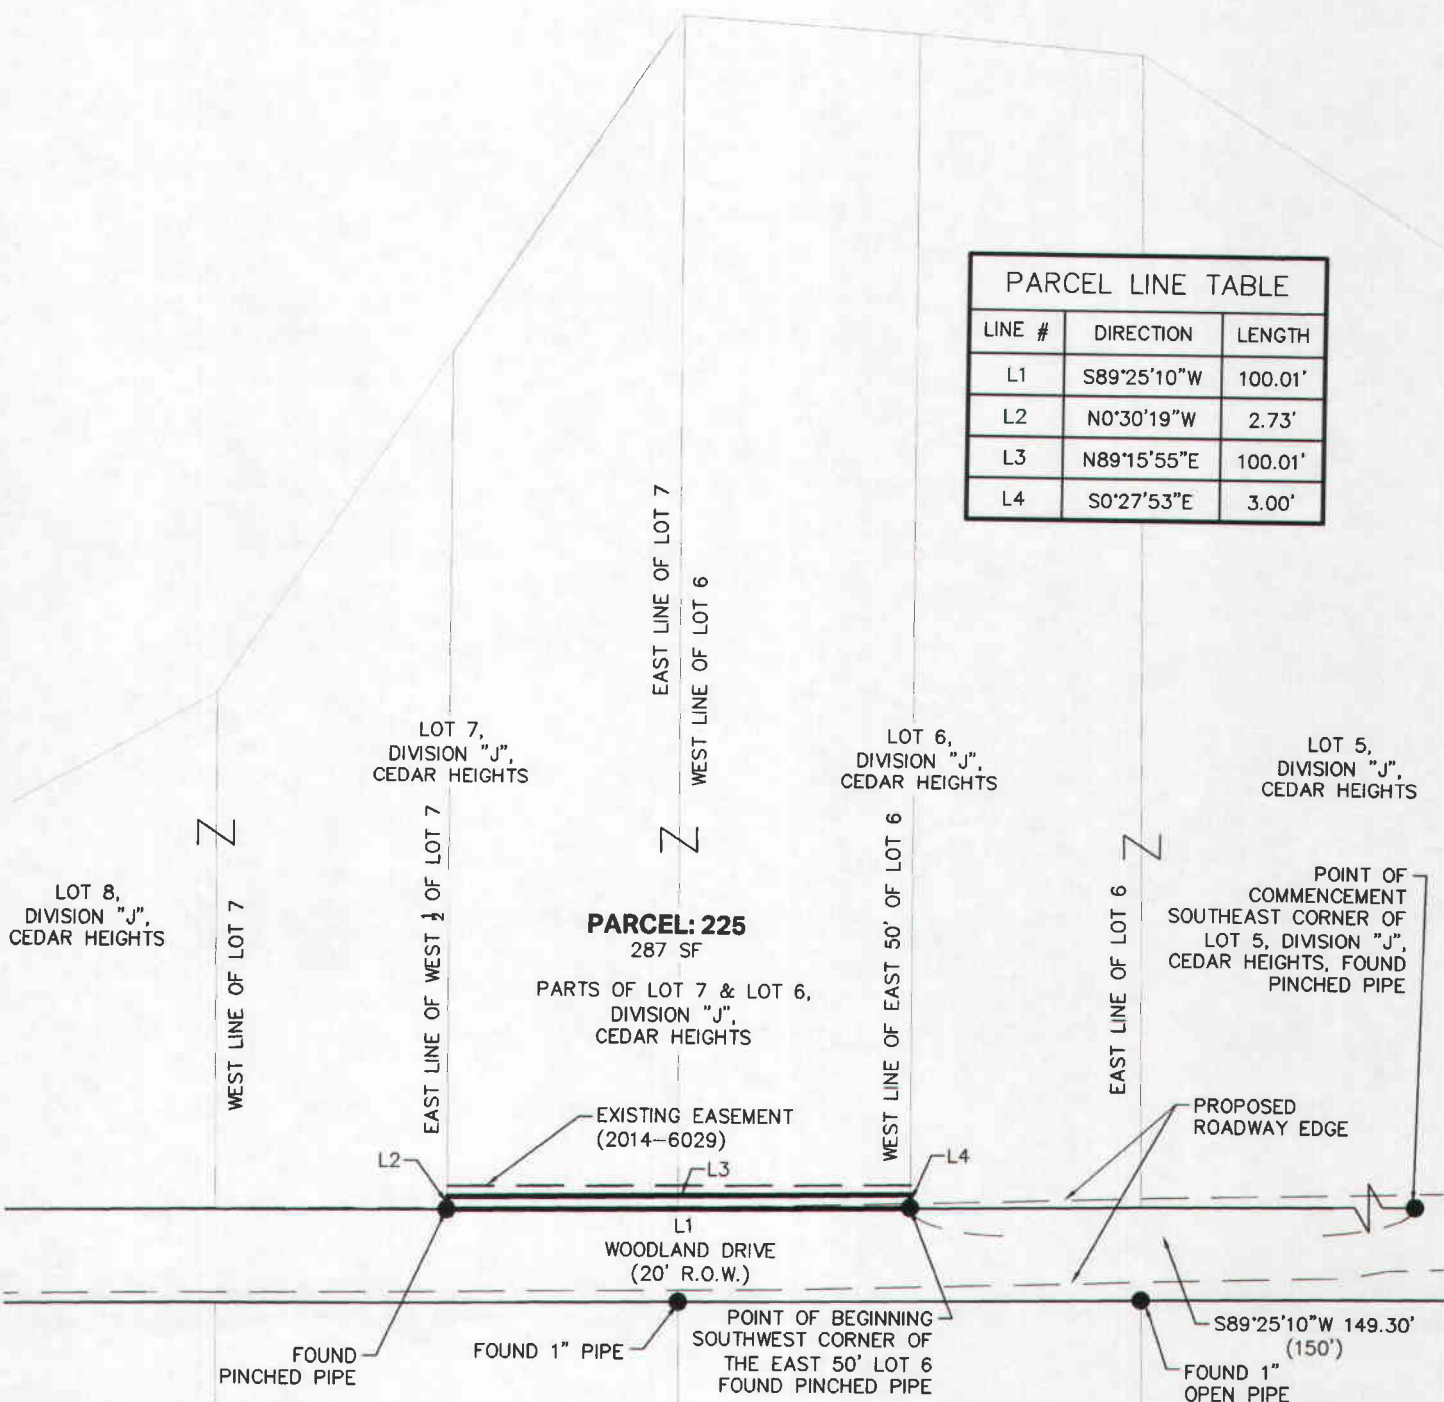 PARCEL LINE TABLE
LINE # DIRECTION LENGTH
L1 S89°25'10"W 100.01'
L2 N0°30'19"W 2.73'
L3 N89°15'55"E 100.01'
L4 S0°27'53"E 3.00'
EAST LINE OF LOT 7
WEST LINE OF LOT 6
LOT 7,
DIVISION "J",
CEDAR HEIGHTS
LOT 6,
DIVISION "J",
CEDAR HEIGHTS
LOT 5,
DIVISION "J",
CEDAR HEIGHTS
LOT 8,
DIVISION "J",
CEDAR HEIGHTS
WEST LINE OF LOT 7
EAST LINE OF WEST ½ OF LOT 7
WEST LINE OF EAST 50' OF LOT 6
EAST LINE OF LOT 6
POINT OF
COMMENCEMENT
SOUTHEAST CORNER OF
LOT 5, DIVISION "J",
CEDAR HEIGHTS, FOUND
PINCHED PIPE
PARCEL: 225
287 SF
PARTS OF LOT 7 & LOT 6,
DIVISION "J",
CEDAR HEIGHTS
EXISTING EASEMENT
(2014-6029)
PROPOSED
ROADWAY EDGE
L2
L3
L4
L1
WOODLAND DRIVE
(20' R.O.W.)
FOUND
PINCHED PIPE
FOUND 1" PIPE
POINT OF BEGINNING
SOUTHWEST CORNER OF
THE EAST 50' LOT 6
FOUND PINCHED PIPE
S89°25'10"W 149.30'
(150')
FOUND 1"
OPEN PIPE